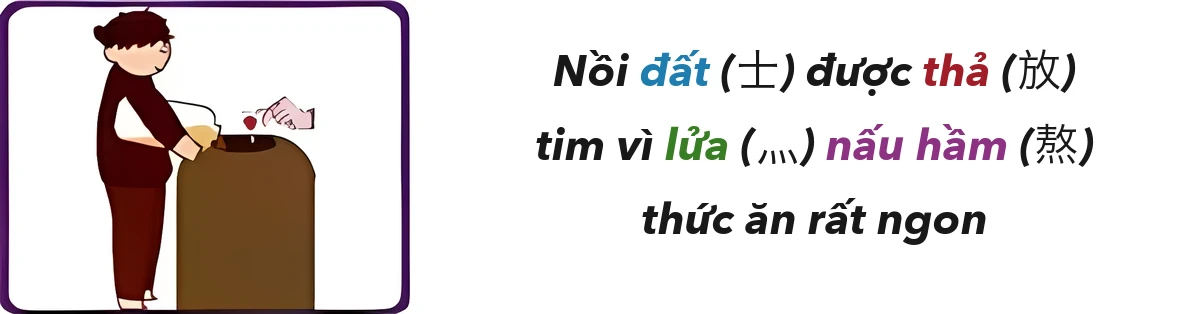 Nồi đất (士) được thả (放)
tim vì lửa (灬) nấu hầm (熬)
thức ăn rất ngon